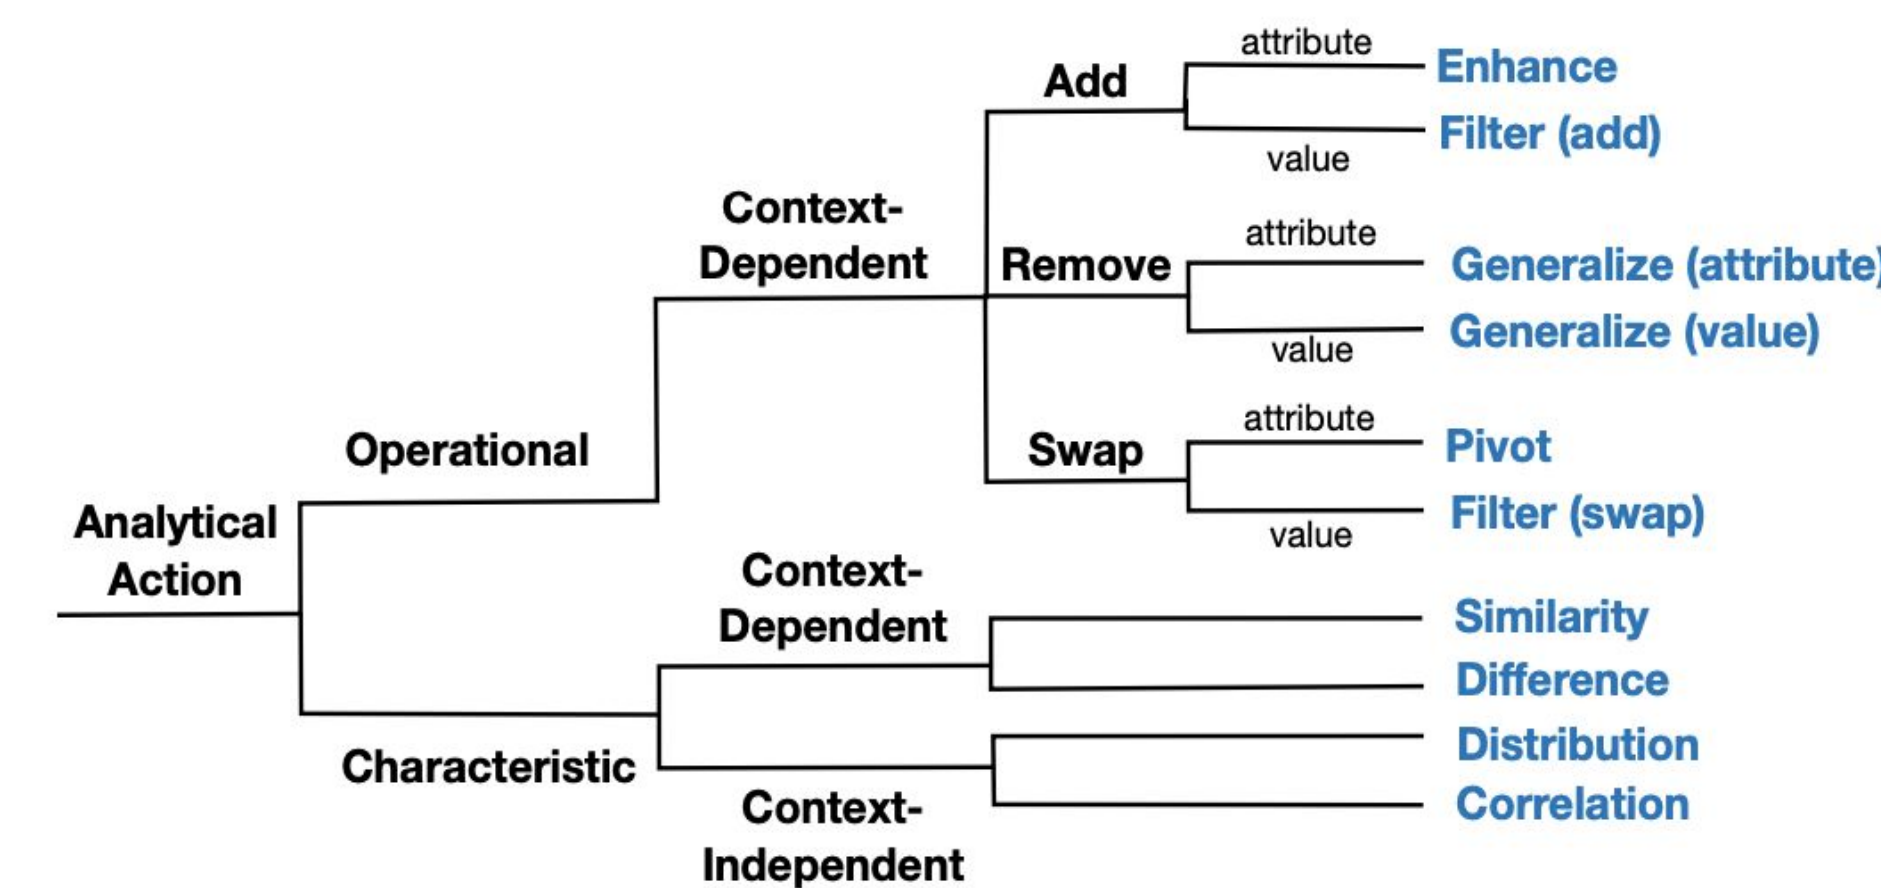 attribute
Enhance
Add
Filter (add)
value
Context-
Dependent
attribute
Remove
Generalize (attribute)
Generalize (value)
value
attribute
Swap
Pivot
Operational
Filter (swap)
value
Analytical
Action
Context-
Dependent
Similarity
Difference
Distribution
Characteristic
Correlation
Context-
Independent